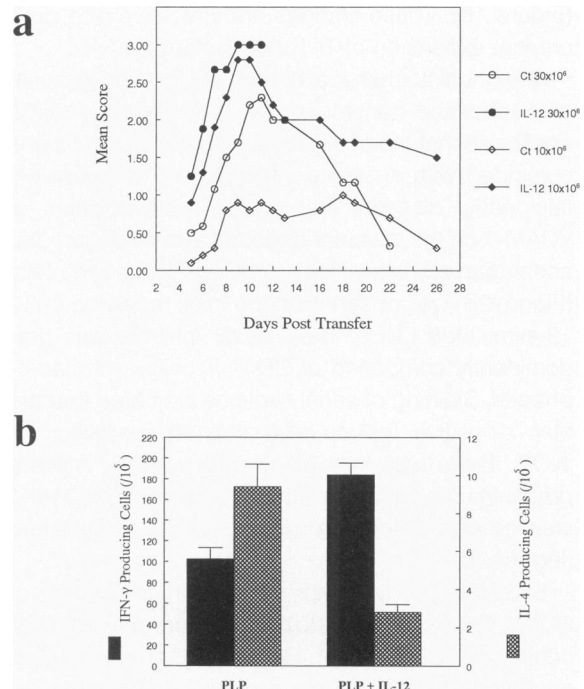 a
3.00
2.50
2.00
1.50
1.00
0.50
0.00
Mean Score
2 4 6 8 10 12 14 16 18 20 22 24 26 28
Days Post Transfer
Ct 30x10⁶
IL-12 30x10⁶
Ct 10x10⁶
IL-12 10x10⁶
b
220
200
180
160
140
120
100
80
60
40
20
0
IFN-γ Producing Cells (/10⁵)
12
10
8
6
4
2
0
IL-4 Producing Cells (/10⁵)
PLP
PLP + IL-12